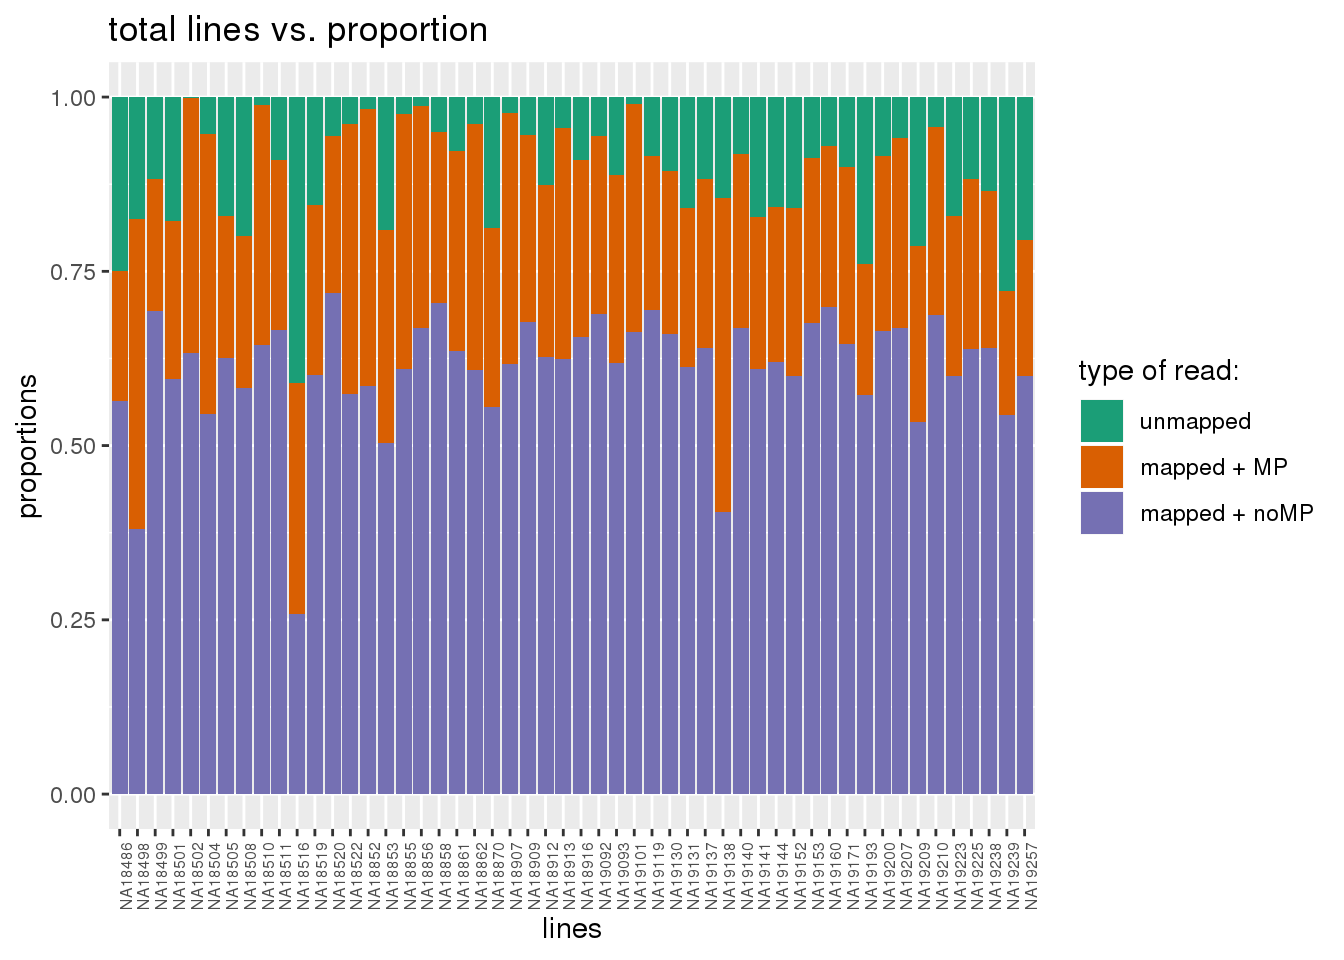 total lines vs. proportion
1.00
0.75
0.50
0.25
0.00
proportions
NA18486
NA18498
NA18499
NA18501
NA18502
NA18504
NA18505
NA18508
NA18510
NA18511
NA18516
NA18519
NA18520
NA18522
NA18852
NA18853
NA18855
NA18856
NA18858
NA18861
NA18862
NA18870
NA18907
NA18909
NA18912
NA18913
NA18916
NA19092
NA19093
NA19101
NA19119
NA19130
NA19131
NA19137
NA19138
NA19140
NA19141
NA19144
NA19152
NA19153
NA19160
NA19171
NA19193
NA19200
NA19207
NA19209
NA19210
NA19223
NA19225
NA19238
NA19239
NA19257
lines
type of read:
unmapped
mapped + MP
mapped + noMP